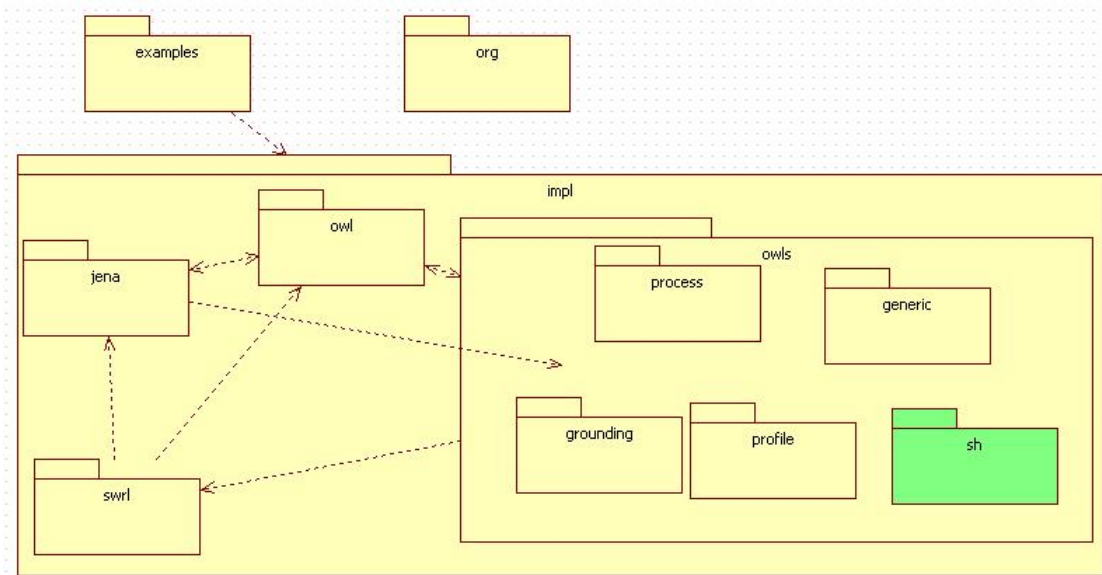 examples
org
impl
owl
owls
jena
process
generic
grounding
profile
sh
swrl